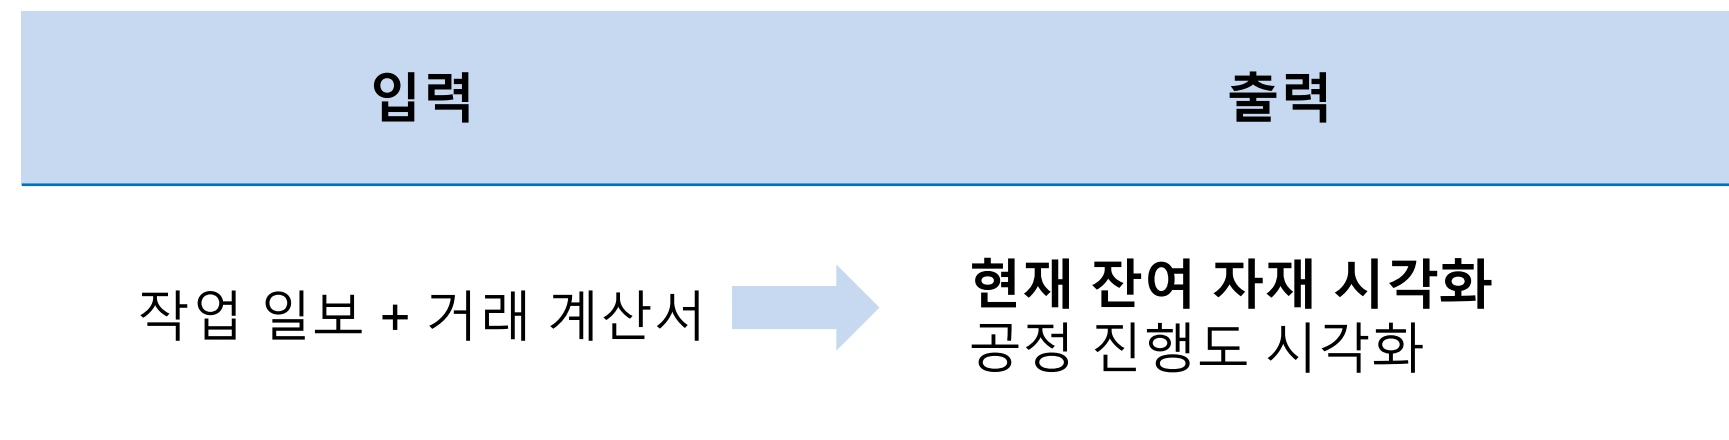 입력
출력
작업 일보 + 거래 계산서
현재 잔여 자재 시각화
공정 진행도 시각화